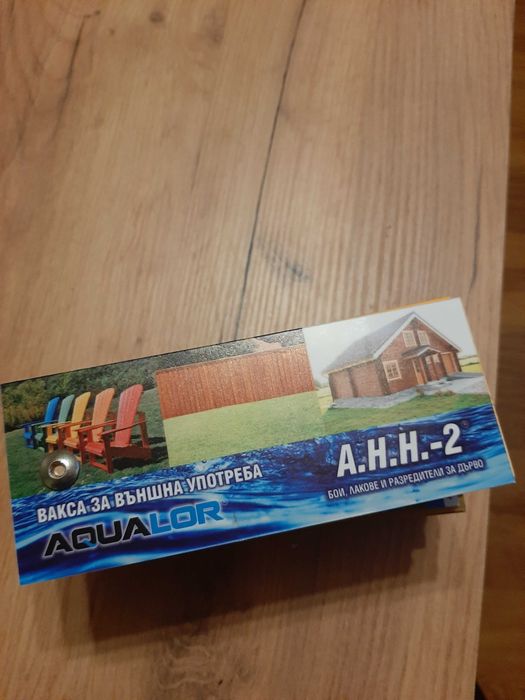 ВАКСА ЗА ВЪНШНА УПОТРЕБА
AQUALOR
А.Н.Н.-2
БОИ, ЛАКОВЕ И РАЗРЕДИТЕЛИ ЗА ДЪРВО